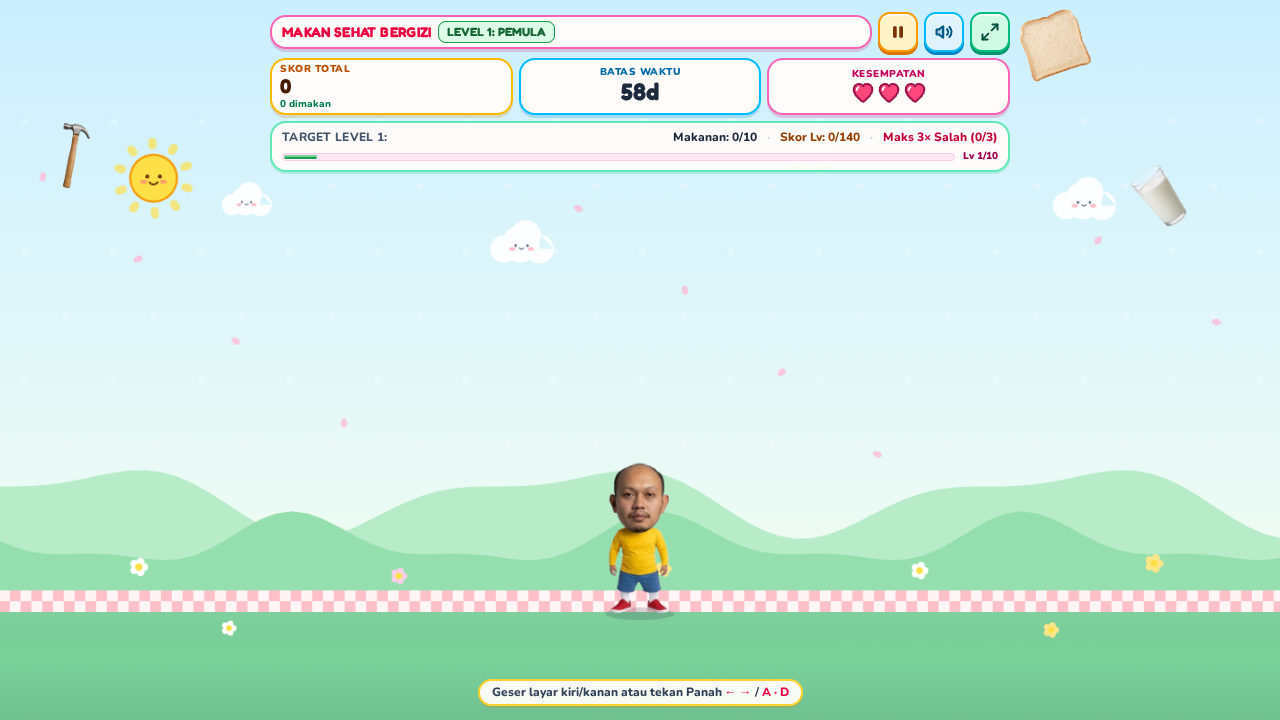 MAKAN SEHAT BERGIZI
LEVEL 1: PEMULA
SKOR TOTAL
0
0 dimakan
BATAS WAKTU
58d
KESEMPATAN
TARGET LEVEL 1:
Makanan: 0/10 · Skor Lv: 0/140 · Maks 3× Salah (0/3)
Lv 1/10
Geser layar kiri/kanan atau tekan Panah ← → / A · D